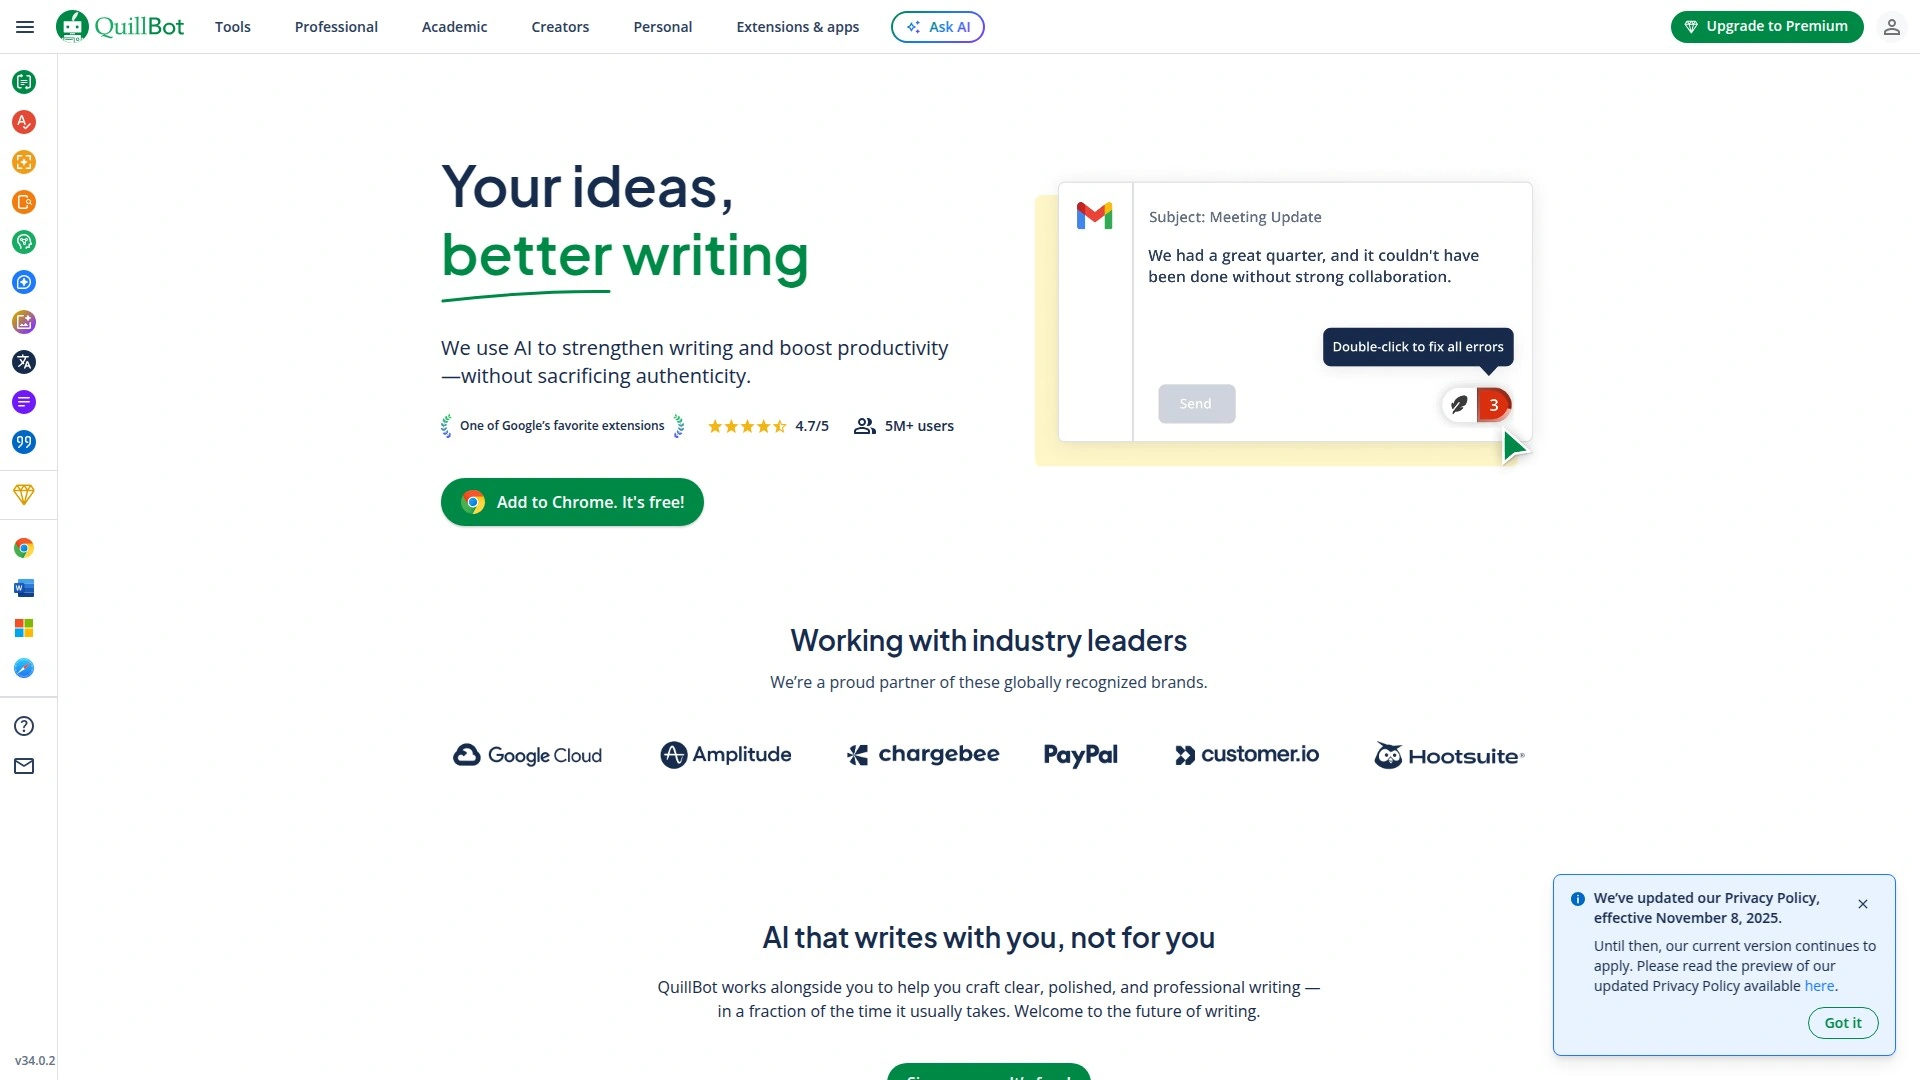 QuillBot
Tools
Professional
Academic
Creators
Personal
Extensions & apps
Ask AI
Upgrade to Premium
Your ideas,
better writing
We use AI to strengthen writing and boost productivity
—without sacrificing authenticity.
One of Google's favorite extensions
4.7/5
5M+ users
Add to Chrome. It's free!
Subject: Meeting Update
We had a great quarter, and it couldn't have
been done without strong collaboration.
Double-click to fix all errors
Send
3
Working with industry leaders
We're a proud partner of these globally recognized brands.
Google Cloud
Amplitude
chargebee
PayPal
customer.io
Hootsuite
AI that writes with you, not for you
QuillBot works alongside you to help you craft clear, polished, and professional writing —
in a fraction of the time it usually takes. Welcome to the future of writing.
We've updated our Privacy Policy,
effective November 8, 2025.
Until then, our current version continues to
apply. Please read the preview of our
updated Privacy Policy available here.
Got it
v34.0.2